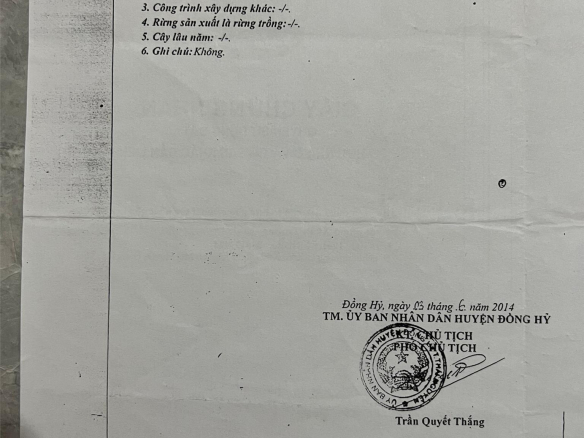 3. Công trình xây dựng khác: -/-.
4. Rừng sản xuất là rừng trồng: -/-.
5. Cây lâu năm: -/-.
6. Ghi chú: Không.
Đồng Hỷ, ngày 03 tháng 6 năm 2014
TM. ỦY BAN NHÂN DÂN HUYỆN ĐỒNG HỶ
KT. CHỦ TỊCH
PHÓ CHỦ TỊCH
Trần Quyết Thắng